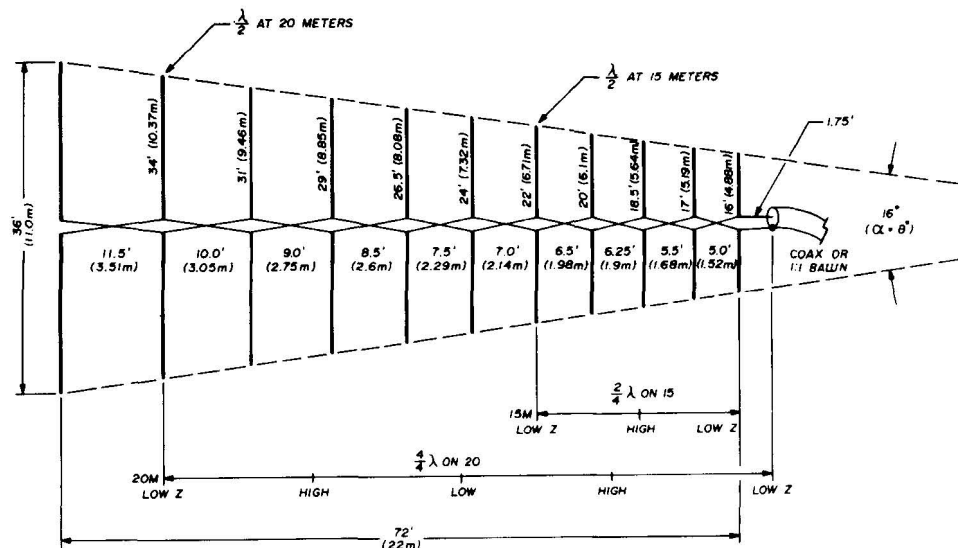 λ/2 AT 20 METERS
λ/2 AT 15 METERS
1.75'
36'
(11.0m)
34' (10.37m)
31' (9.46m)
29' (8.85m)
26.5' (8.08m)
24' (7.32m)
22' (6.71m)
20' (6.1m)
18.5' (5.64m)
17' (5.19m)
16' (4.88m)
16°
(α = 8°)
COAX OR
1:1 BALUN
11.5'
(3.51m)
10.0'
(3.05m)
9.0'
(2.75m)
8.5'
(2.6m)
7.5'
(2.29m)
7.0'
(2.14m)
6.5'
(1.98m)
6.25'
(1.9m)
5.5'
(1.68m)
5.0'
(1.52m)
2/4 λ ON 15
15M
LOW Z
HIGH
LOW Z
4/4 λ ON 20
20M
LOW Z
HIGH
LOW
HIGH
LOW Z
72'
(22m)